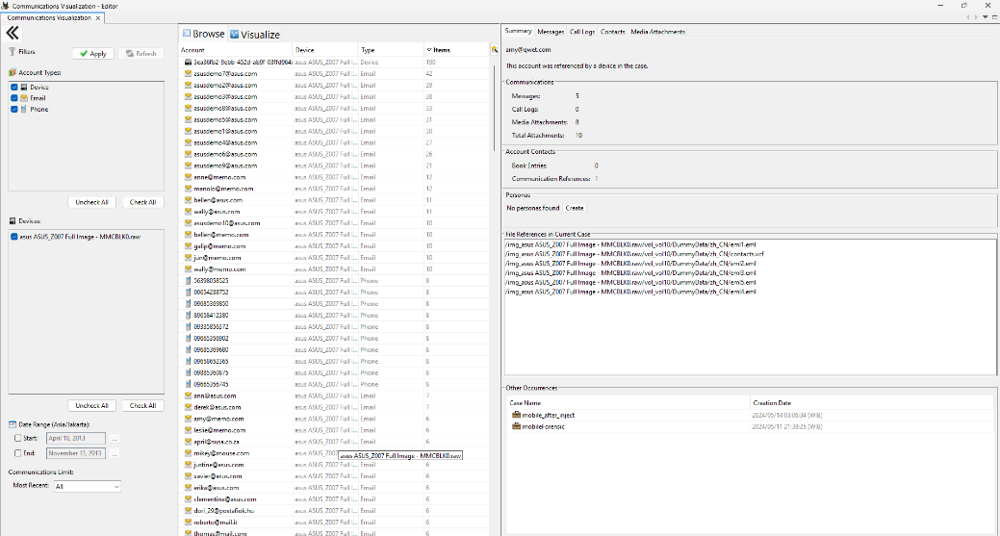 Communications Visualization - Editor
Communications Visualization
Filters
Apply
Refresh
Account Types:
Device
Email
Phone
Uncheck All
Check All
Devices:
asus ASUS_Z007 Full Image - MMCBLK0.raw
Uncheck All
Check All
Date Range (Asia/Jakarta):
Start: April 10, 2013 ...
End: November 13, 2013 ...
Communications Limit:
Most Recent: All
Browse Visualize
Account Device Type Items
asus ASUS_Z007 Full I... Device 190
asusdemo7@asus.com asus ASUS_Z007 Full I... Email 42
asusdemo2@asus.com asus ASUS_Z007 Full I... Email 39
asusdemo3@asus.com asus ASUS_Z007 Full I... Email 38
asusdemo8@asus.com asus ASUS_Z007 Full I... Email 33
asusdemo5@asus.com asus ASUS_Z007 Full I... Email 31
asusdemo1@asus.com asus ASUS_Z007 Full I... Email 30
asusdemo4@asus.com asus ASUS_Z007 Full I... Email 27
asusdemo6@asus.com asus ASUS_Z007 Full I... Email 26
asusdemo9@asus.com asus ASUS_Z007 Full I... Email 21
anne@memo.com asus ASUS_Z007 Full I... Email 12
manolo@memo.com asus ASUS_Z007 Full I... Email 12
bellen@asus.com asus ASUS_Z007 Full I... Email 11
wally@asus.com asus ASUS_Z007 Full I... Email 11
asusdemo10@asus.com asus ASUS_Z007 Full I... Email 10
bellen@memo.com asus ASUS_Z007 Full I... Email 10
galip@memo.com asus ASUS_Z007 Full I... Email 10
juri@memo.com asus ASUS_Z007 Full I... Email 10
wally@memo.com asus ASUS_Z007 Full I... Email 10
56398058525 asus ASUS_Z007 Full I... Phone 8
09654238752 asus ASUS_Z007 Full I... Phone 8
09685369850 asus ASUS_Z007 Full I... Phone 8
89658412380 asus ASUS_Z007 Full I... Phone 8
09335856372 asus ASUS_Z007 Full I... Phone 8
09665356902 asus ASUS_Z007 Full I... Phone 8
09685369680 asus ASUS_Z007 Full I... Phone 8
09658652365 asus ASUS_Z007 Full I... Phone 8
09885360875 asus ASUS_Z007 Full I... Phone 8
09665356745 asus ASUS_Z007 Full I... Phone 8
ann@asus.com asus ASUS_Z007 Full I... Email 7
derek@asus.com asus ASUS_Z007 Full I... Email 7
amy@memo.com asus ASUS_Z007 Full I... Email 6
leslie@memo.com asus ASUS_Z007 Full I... Email 6
april@susa.co.za asus ASUS_Z007 Full I... Email 6
mikey@mouse.com asus ASUS_Z007
asus ASUS_Z007 Full Image - MMCBLK0.raw
justine@asus.com asus ASUS_Z007 Full I... Email 6
xavier@asus.com asus ASUS_Z007 Full I... Email 6
erika@asus.com asus ASUS_Z007 Full I... Email 6
clementine@asus.com asus ASUS_Z007 Full I... Email 6
dori_29@postafiok.hu asus ASUS_Z007 Full I... Email 6
roberto@mail.it asus ASUS_Z007 Full I... Email 6
thomas@mail.com asus ASUS_Z007 Full I... Email 6
Summary Messages Call Logs Contacts Media Attachments
amy@qwet.com
This account was referenced by a device in the case.
Communications
Messages: 5
Call Logs: 0
Media Attachments: 8
Total Attachments: 10
Account Contacts
Book Entries: 0
Communication References: 1
Personas
No personas found Create
File References in Current Case
/img_asus ASUS_Z007 Full Image - MMCBLK0.raw/vol_vol10/DummyData/zh_CN/eml1.eml
/img_asus ASUS_Z007 Full Image - MMCBLK0.raw/vol_vol10/DummyData/zh_CN/contacts.vcf
/img_asus ASUS_Z007 Full Image - MMCBLK0.raw/vol_vol10/DummyData/zh_CN/eml2.eml
/img_asus ASUS_Z007 Full Image - MMCBLK0.raw/vol_vol10/DummyData/zh_CN/eml3.eml
/img_asus ASUS_Z007 Full Image - MMCBLK0.raw/vol_vol10/DummyData/zh_CN/eml5.eml
/img_asus ASUS_Z007 Full Image - MMCBLK0.raw/vol_vol10/DummyData/zh_CN/eml4.eml
Other Occurrences
Case Name Creation Date
mobile_after_inject 2024/05/14 03:06:34 (WIB)
mobileForensic 2024/05/11 21:38:25 (WIB)